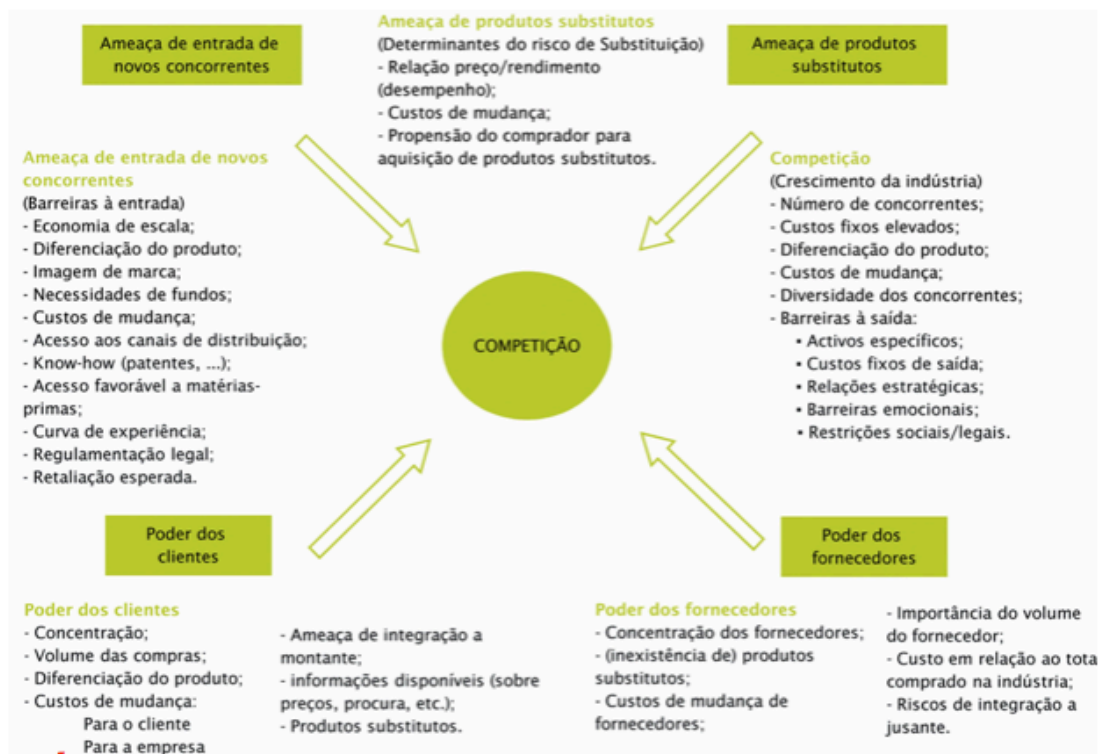 Ameaça de entrada de
novos concorrentes
Ameaça de produtos substitutos
(Determinantes do risco de Substituição)
- Relação preço/rendimento
(desempenho);
- Custos de mudança;
- Propensão do comprador para
aquisição de produtos substitutos.
Ameaça de produtos
substitutos
Ameaça de entrada de novos
concorrentes
(Barreiras à entrada)
- Economia de escala;
- Diferenciação do produto;
- Imagem de marca;
- Necessidades de fundos;
- Custos de mudança;
- Acesso aos canais de distribuição;
- Know-how (patentes, ...);
- Acesso favorável a matérias-
primas;
- Curva de experiência;
- Regulamentação legal;
- Retaliação esperada.
COMPETIÇÃO
Competição
(Crescimento da indústria)
- Número de concorrentes;
- Custos fixos elevados;
- Diferenciação do produto;
- Custos de mudança;
- Diversidade dos concorrentes;
- Barreiras à saída:
• Activos específicos;
• Custos fixos de saída;
• Relações estratégicas;
• Barreiras emocionais;
• Restrições sociais/legais.
Poder dos
clientes
Poder dos
fornecedores
Poder dos clientes
- Concentração;
- Volume das compras;
- Diferenciação do produto;
- Custos de mudança:
Para o cliente
Para a empresa
- Ameaça de integração a
montante;
- informações disponíveis (sobre
preços, procura, etc.);
- Produtos substitutos.
Poder dos fornecedores
- Concentração dos fornecedores;
- (inexistência de) produtos
substitutos;
- Custos de mudança de
fornecedores;
- Importância do volume
do fornecedor;
- Custo em relação ao tota
comprado na indústria;
- Riscos de integração a
jusante.